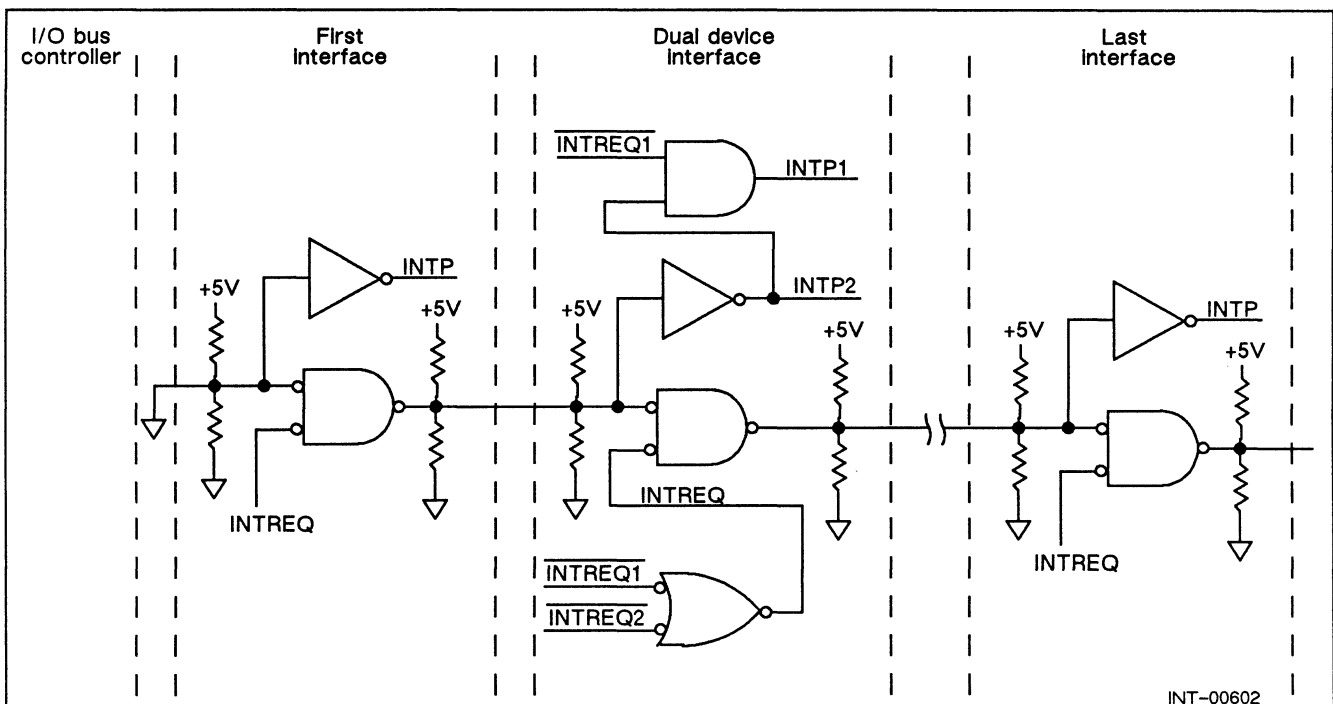 I/O bus
controller
First
interface
Dual device
interface
Last
interface
INTREQ1
INTP1
INTP
INTP2
INTP
+5V
+5V
+5V
+5V
+5V
+5V
INTREQ
INTREQ
INTREQ
INTREQ1
INTREQ2
INT-00602